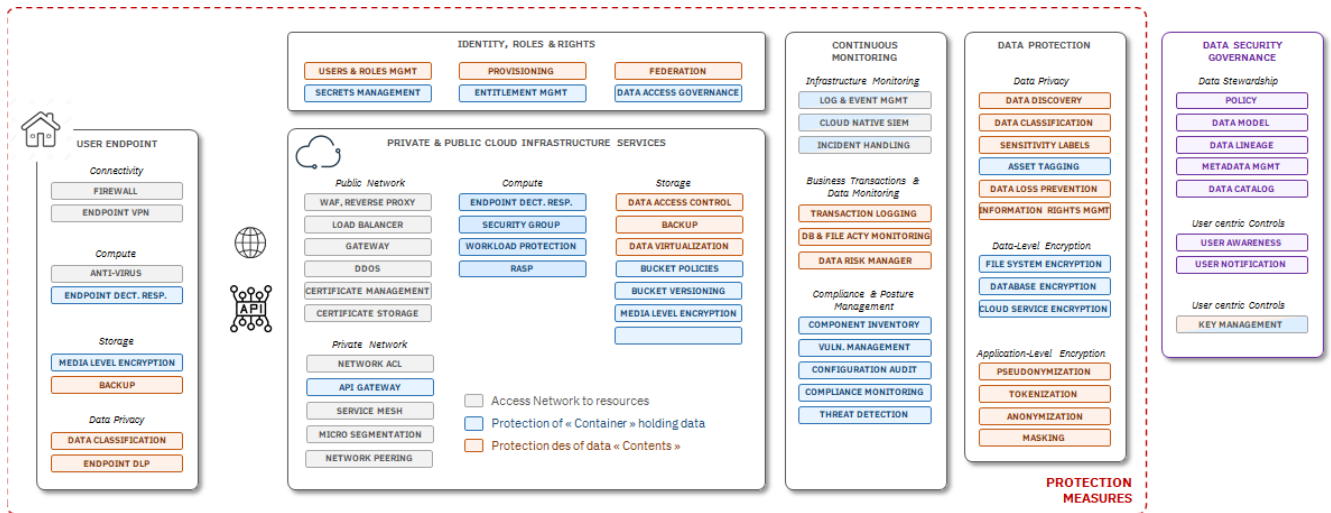 IDENTITY, ROLES & RIGHTS
USERS & ROLES MGMT
PROVISIONING
FEDERATION
SECRETS MANAGEMENT
ENTITLEMENT MGMT
DATA ACCESS GOVERNANCE
USER ENDPOINT
Connectivity
FIREWALL
ENDPOINT VPN
Compute
ANTI-VIRUS
ENDPOINT DECT. RESP.
Storage
MEDIA LEVEL ENCRYPTION
BACKUP
Data Privacy
DATA CLASSIFICATION
ENDPOINT DLP
API
PRIVATE & PUBLIC CLOUD INFRASTRUCTURE SERVICES
Public Network
WAF, REVERSE PROXY
LOAD BALANCER
GATEWAY
DDOS
CERTIFICATE MANAGEMENT
CERTIFICATE STORAGE
Private Network
NETWORK ACL
API GATEWAY
SERVICE MESH
MICRO SEGMENTATION
NETWORK PEERING
Compute
ENDPOINT DECT. RESP.
SECURITY GROUP
WORKLOAD PROTECTION
RASP
Storage
DATA ACCESS CONTROL
BACKUP
DATA VIRTUALIZATION
BUCKET POLICIES
BUCKET VERSIONING
MEDIA LEVEL ENCRYPTION
Access Network to resources
Protection of « Container » holding data
Protection des of data « Contents »
CONTINUOUS
MONITORING
Infrastructure Monitoring
LOG & EVENT MGMT
CLOUD NATIVE SIEM
INCIDENT HANDLING
Business Transactions &
Data Monitoring
TRANSACTION LOGGING
DB & FILE ACTY MONITORING
DATA RISK MANAGER
Compliance & Posture
Management
COMPONENT INVENTORY
VULN. MANAGEMENT
CONFIGURATION AUDIT
COMPLIANCE MONITORING
THREAT DETECTION
DATA PROTECTION
Data Privacy
DATA DISCOVERY
DATA CLASSIFICATION
SENSITIVITY LABELS
ASSET TAGGING
DATA LOSS PREVENTION
INFORMATION RIGHTS MGMT
Data-Level Encryption
FILE SYSTEM ENCRYPTION
DATABASE ENCRYPTION
CLOUD SERVICE ENCRYPTION
Application-Level Encryption
PSEUDONYMIZATION
TOKENIZATION
ANONYMIZATION
MASKING
PROTECTION
MEASURES
DATA SECURITY
GOVERNANCE
Data Stewardship
POLICY
DATA MODEL
DATA LINEAGE
METADATA MGMT
DATA CATALOG
User centric Controls
USER AWARENESS
USER NOTIFICATION
User centric Controls
KEY MANAGEMENT